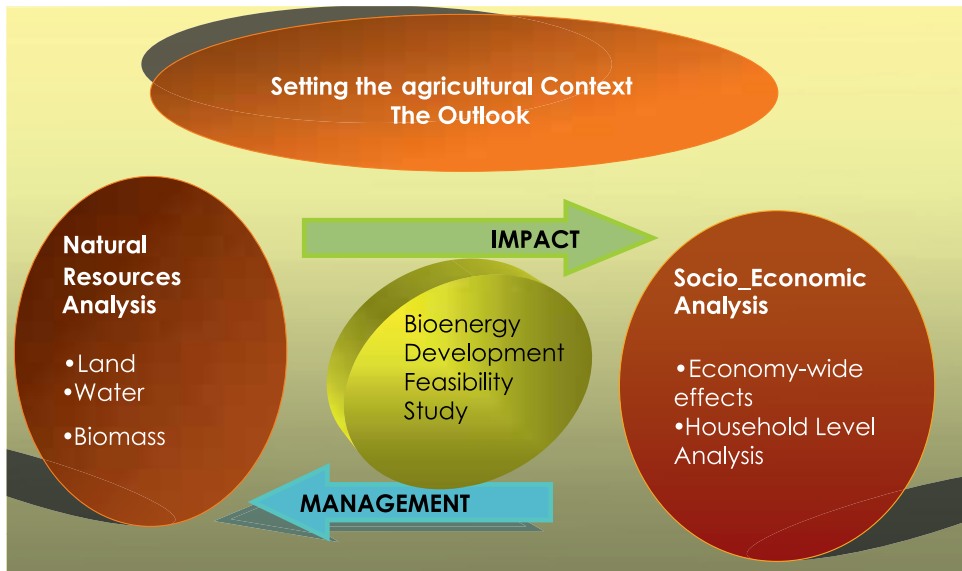 Setting the agricultural Context
The Outlook
Natural
Resources
Analysis
•Land
•Water
•Biomass
IMPACT
Bioenergy
Development
Feasibility
Study
MANAGEMENT
Socio_Economic
Analysis
•Economy-wide
effects
•Household Level
Analysis